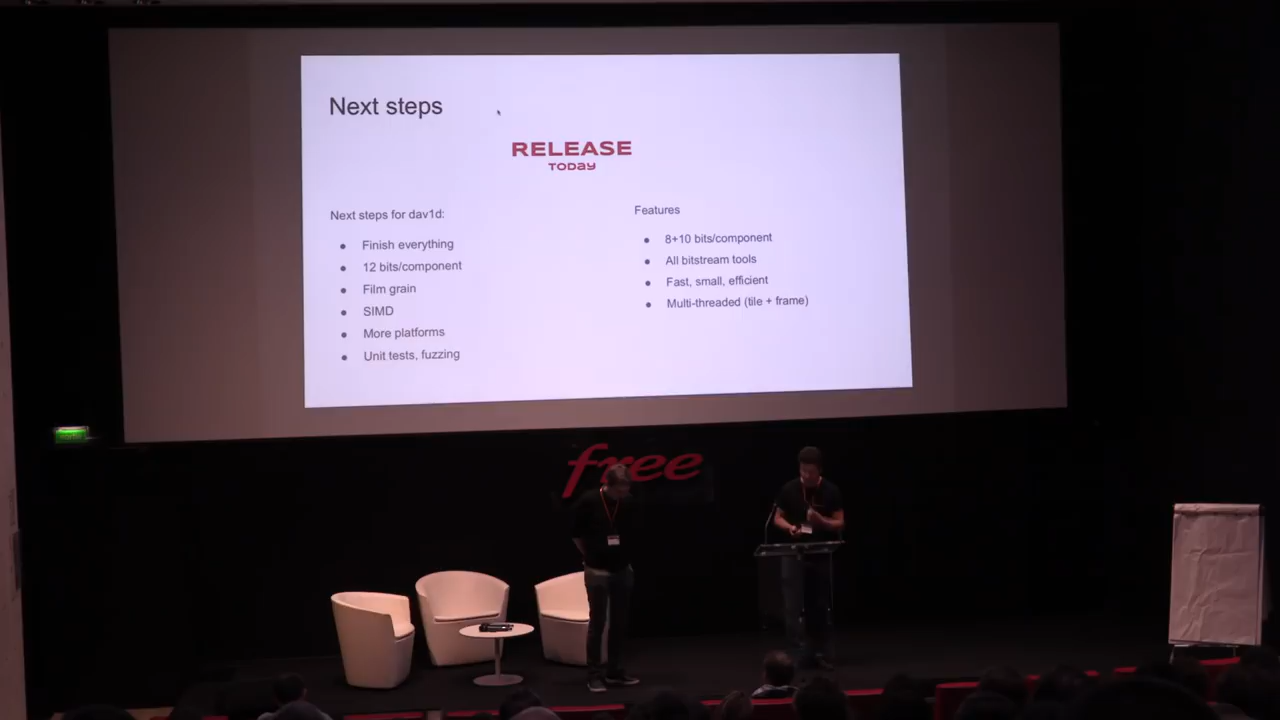 Next steps
RELEASE
TODAY
Next steps for dav1d:
● Finish everything
● 12 bits/component
● Film grain
● SIMD
● More platforms
● Unit tests, fuzzing
Features
● 8+10 bits/component
● All bitstream tools
● Fast, small, efficient
● Multi-threaded (tile + frame)
free